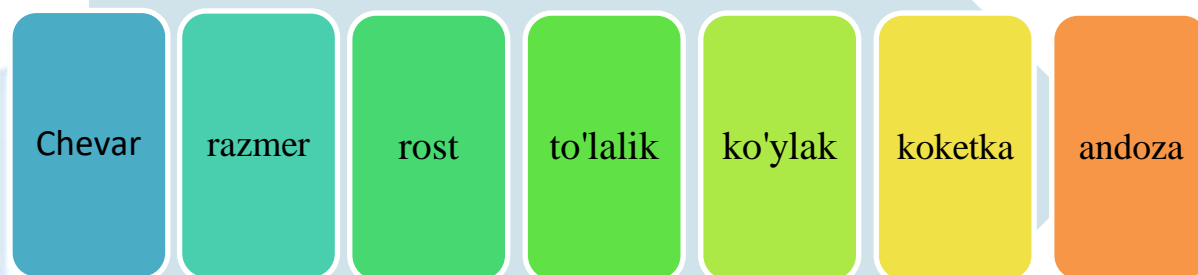 Chevar
razmer
rost
to'lalik
ko'ylak
koketka
andoza